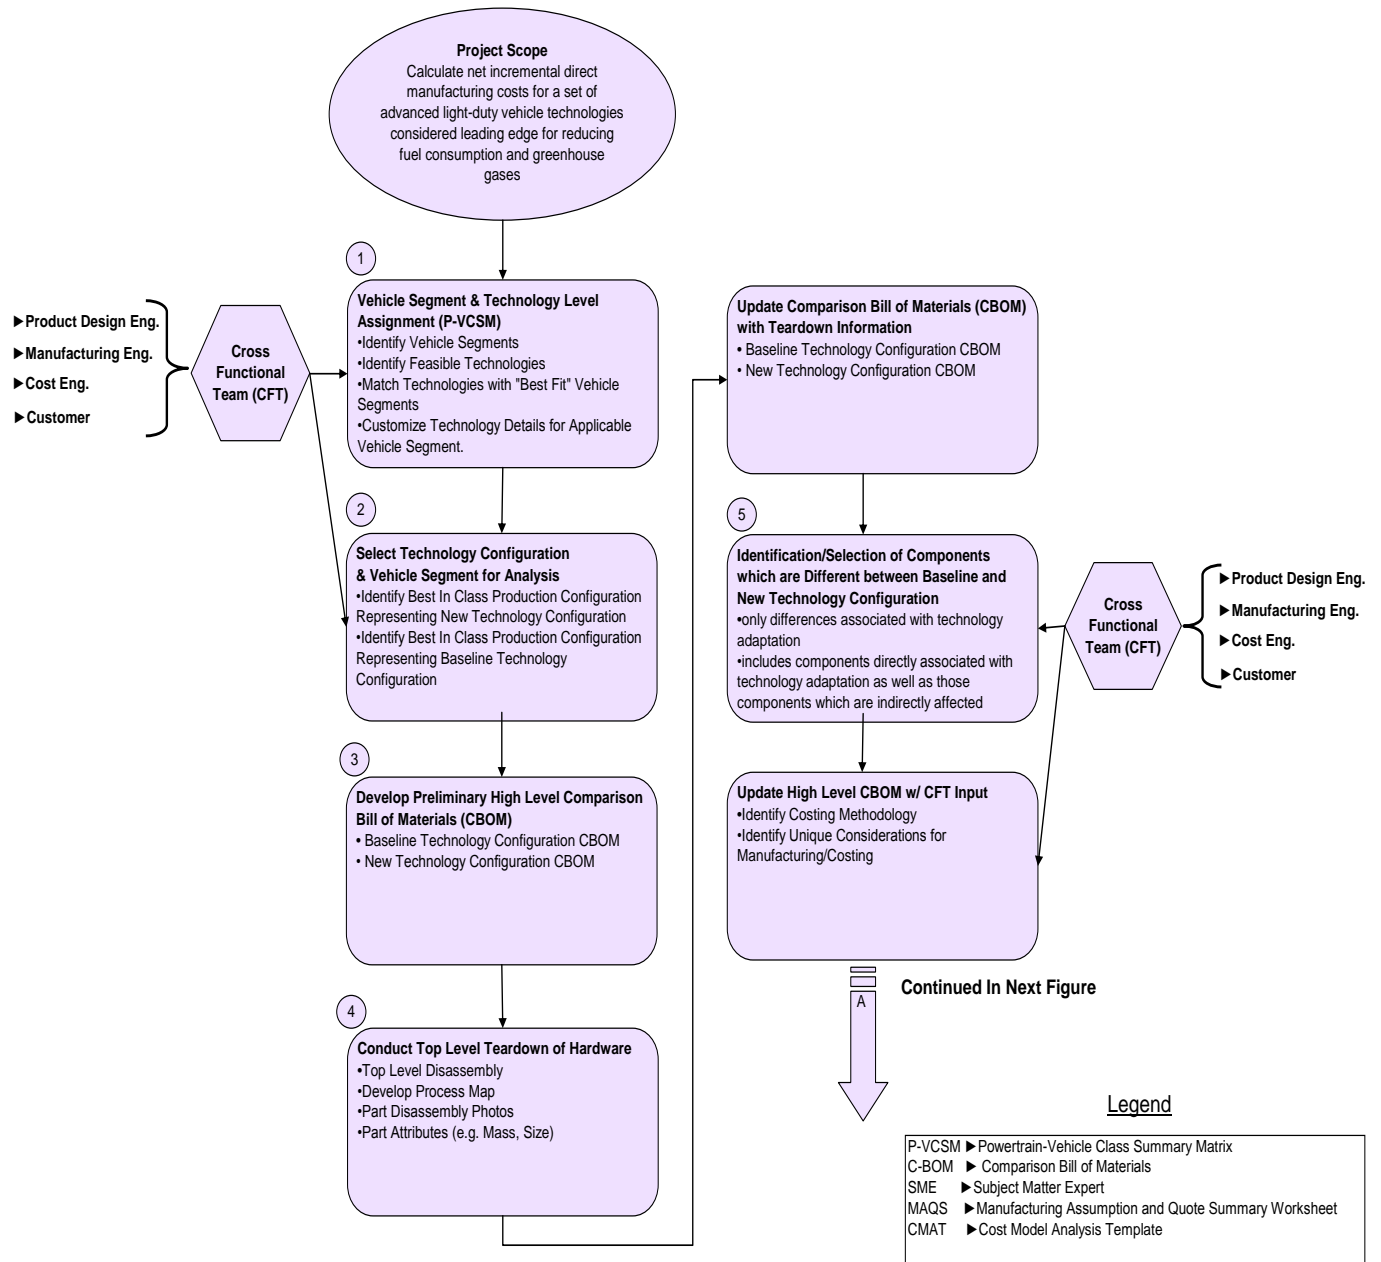 Project Scope
Calculate net incremental direct
manufacturing costs for a set of
advanced light-duty vehicle technologies
considered leading edge for reducing
fuel consumption and greenhouse
gases
1
Vehicle Segment & Technology Level
Assignment (P-VCSM)
•Identify Vehicle Segments
•Identify Feasible Technologies
•Match Technologies with "Best Fit" Vehicle
Segments
•Customize Technology Details for Applicable
Vehicle Segment.
▶Product Design Eng.
▶Manufacturing Eng.
▶Cost Eng.
▶Customer
Cross
Functional
Team (CFT)
2
Select Technology Configuration
& Vehicle Segment for Analysis
•Identify Best In Class Production Configuration
Representing New Technology Configuration
•Identify Best In Class Production Configuration
Representing Baseline Technology
Configuration
3
Develop Preliminary High Level Comparison
Bill of Materials (CBOM)
• Baseline Technology Configuration CBOM
• New Technology Configuration CBOM
4
Conduct Top Level Teardown of Hardware
•Top Level Disassembly
•Develop Process Map
•Part Disassembly Photos
•Part Attributes (e.g. Mass, Size)
Update Comparison Bill of Materials (CBOM)
with Teardown Information
• Baseline Technology Configuration CBOM
• New Technology Configuration CBOM
5
Identification/Selection of Components
which are Different between Baseline and
New Technology Configuration
•only differences associated with technology
adaptation
•includes components directly associated with
technology adaptation as well as those
components which are indirectly affected
Cross
Functional
Team (CFT)
▶Product Design Eng.
▶Manufacturing Eng.
▶Cost Eng.
▶Customer
Update High Level CBOM w/ CFT Input
•Identify Costing Methodology
•Identify Unique Considerations for
Manufacturing/Costing
A
Continued In Next Figure
Legend
P-VCSM ▶Powertrain-Vehicle Class Summary Matrix
C-BOM ▶ Comparison Bill of Materials
SME ▶Subject Matter Expert
MAQS ▶Manufacturing Assumption and Quote Summary Worksheet
CMAT ▶Cost Model Analysis Template